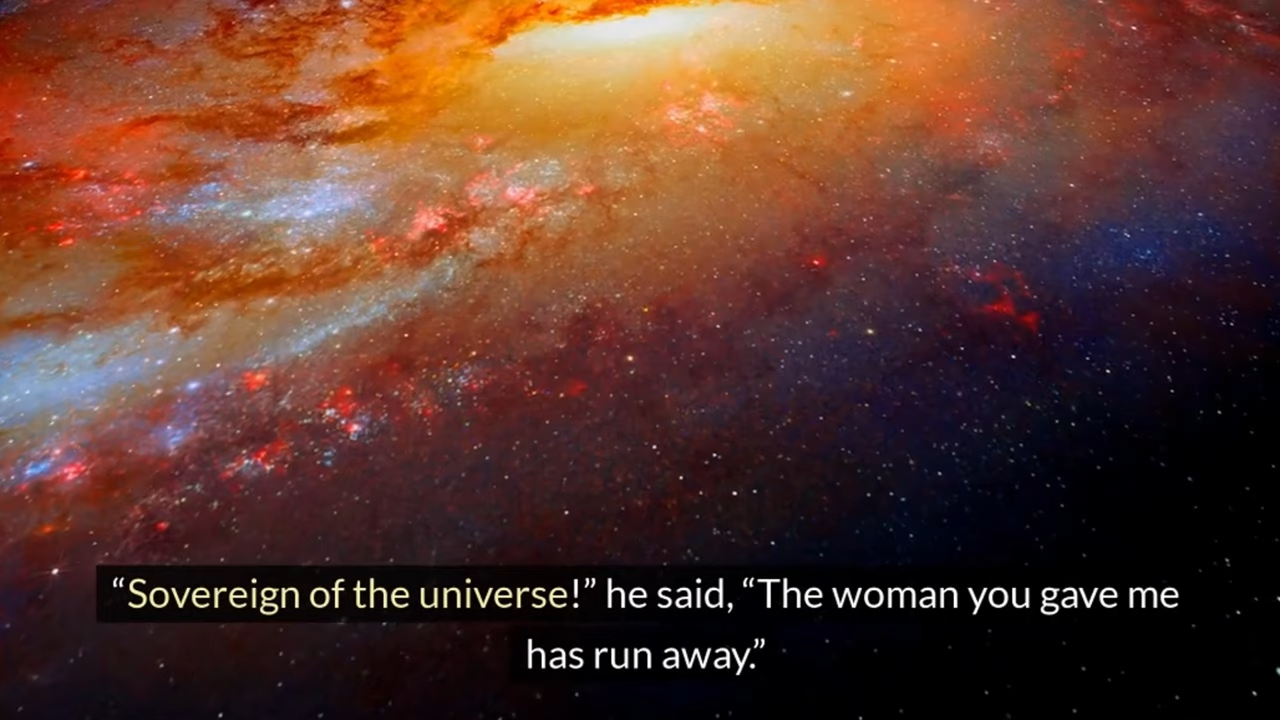 “Sovereign of the universe!” he said, “The woman you gave me
has run away.”